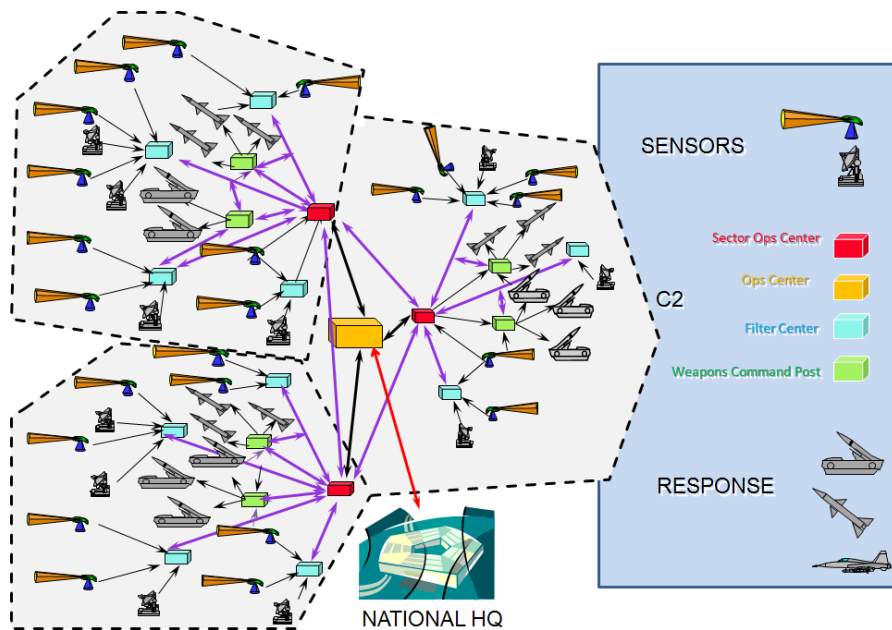 SENSORS
Sector Ops Center
Ops Center
C2
Filter Center
Weapons Command Post
RESPONSE
NATIONAL HQ